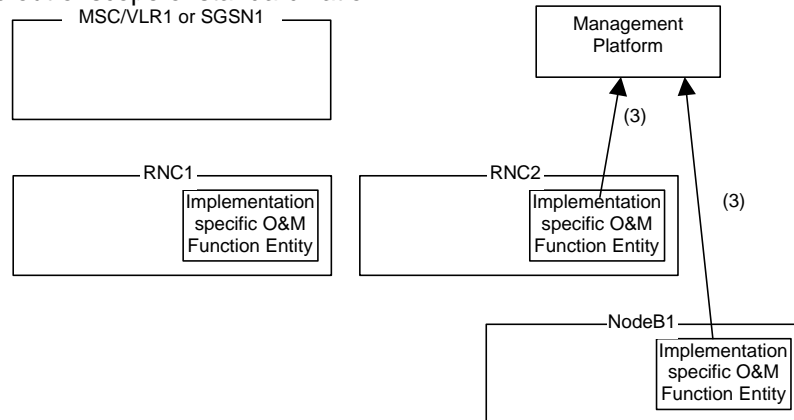 MSC/VLR1 or SGSN1
Management
Platform
(3)
RNC1
RNC2
(3)
Implementation
specific O&M
Function Entity
Implementation
specific O&M
Function Entity
NodeB1
Implementation
specific O&M
Function Entity